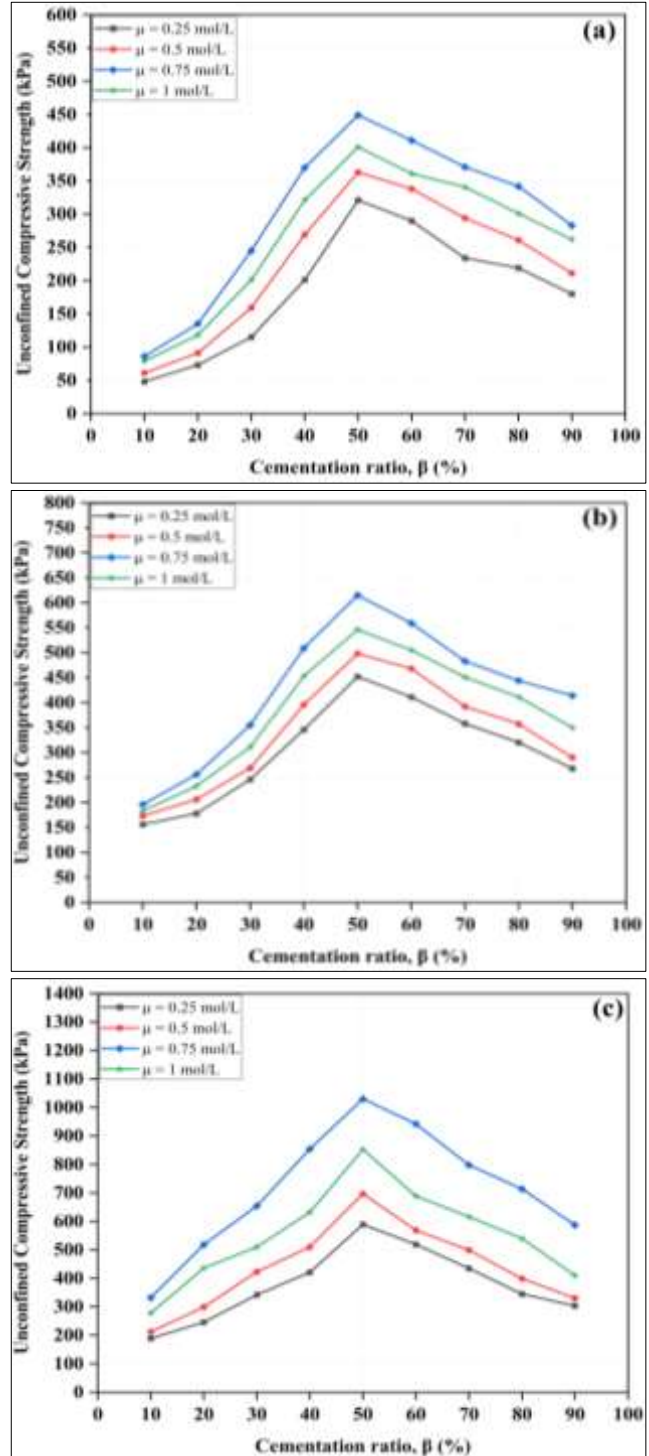 (a)
μ = 0.25 mol/L
μ = 0.5 mol/L
μ = 0.75 mol/L
μ = 1 mol/L
Unconfined Compressive Strength (kPa)
600
550
500
450
400
350
300
250
200
150
100
50
0
0 10 20 30 40 50 60 70 80 90 100
Cementation ratio, β (%)
(b)
μ = 0.25 mol/L
μ = 0.5 mol/L
μ = 0.75 mol/L
μ = 1 mol/L
Unconfined Compressive Strength (kPa)
800
750
700
650
600
550
500
450
400
350
300
250
200
150
100
50
0
0 10 20 30 40 50 60 70 80 90 100
Cementation ratio, β (%)
(c)
μ = 0.25 mol/L
μ = 0.5 mol/L
μ = 0.75 mol/L
μ = 1 mol/L
Unconfined Compressive Strength (kPa)
1400
1300
1200
1100
1000
900
800
700
600
500
400
300
200
100
0
0 10 20 30 40 50 60 70 80 90 100
Cementation ratio, β (%)